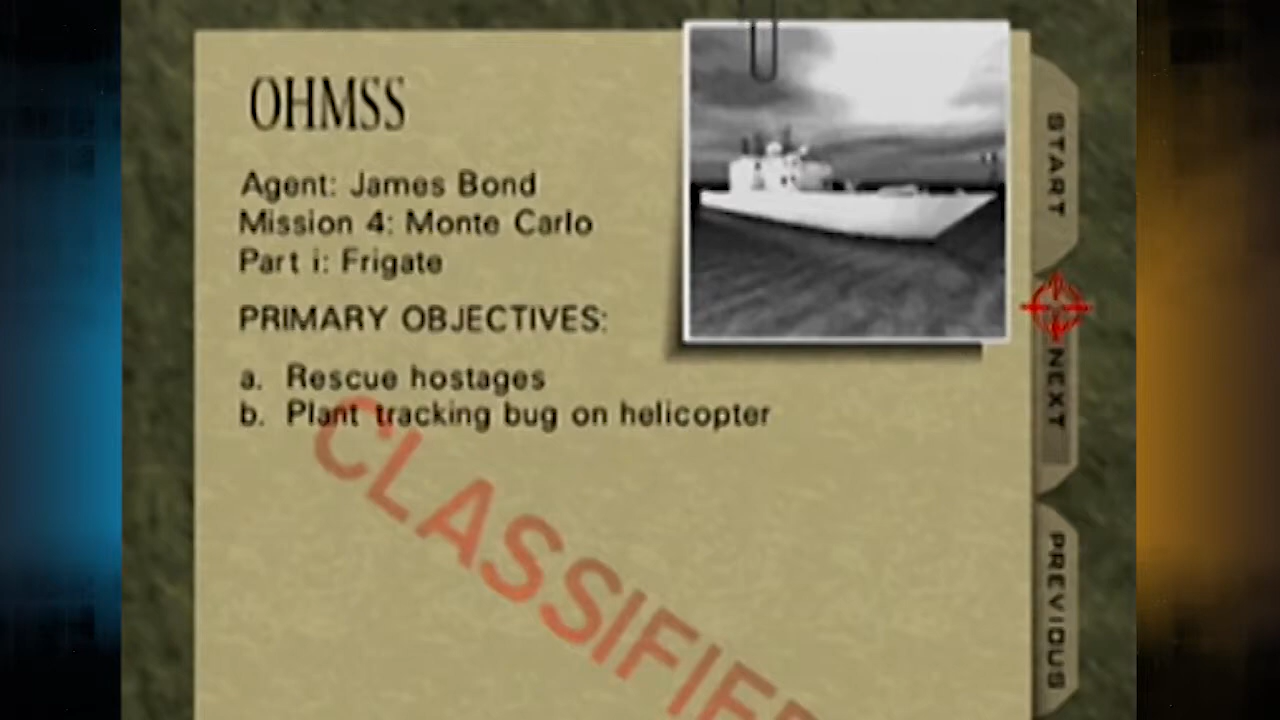 OHMSS
Agent: James Bond
Mission 4: Monte Carlo
Part i: Frigate
PRIMARY OBJECTIVES:
a. Rescue hostages
b. Plant tracking bug on helicopter
CLASSIFIE
START
NEXT
PREVIOUS